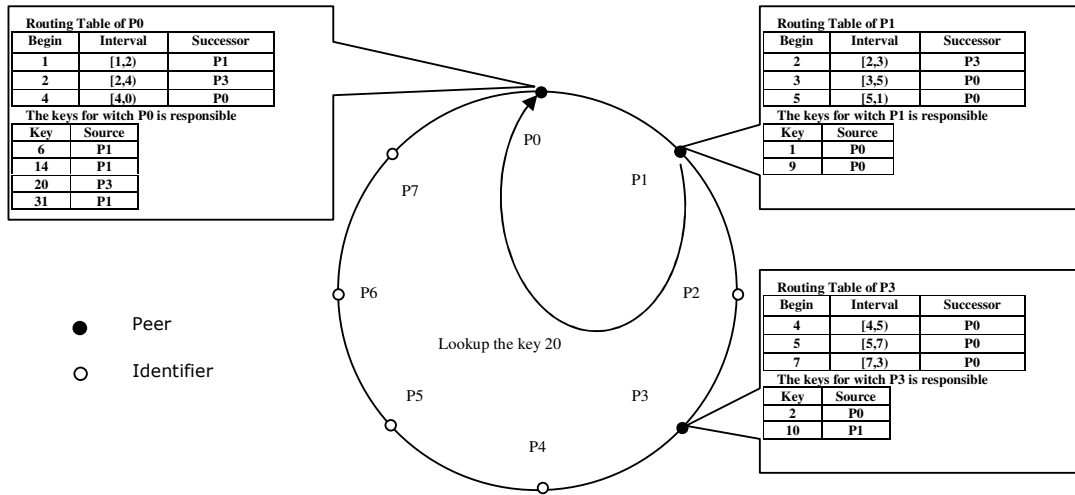 Routing Table of P0
Begin Interval Successor
1 [1,2) P1
2 [2,4) P3
4 [4,0) P0
The keys for witch P0 is responsible
Key Source
6 P1
14 P1
20 P3
31 P1
Routing Table of P1
Begin Interval Successor
2 [2,3) P3
3 [3,5) P0
5 [5,1) P0
The keys for witch P1 is responsible
Key Source
1 P0
9 P0
P0
P1
P7
P6
P2
Peer
Identifier
Lookup the key 20
P5
P3
P4
Routing Table of P3
Begin Interval Successor
4 [4,5) P0
5 [5,7) P0
7 [7,3) P0
The keys for witch P3 is responsible
Key Source
2 P0
10 P1